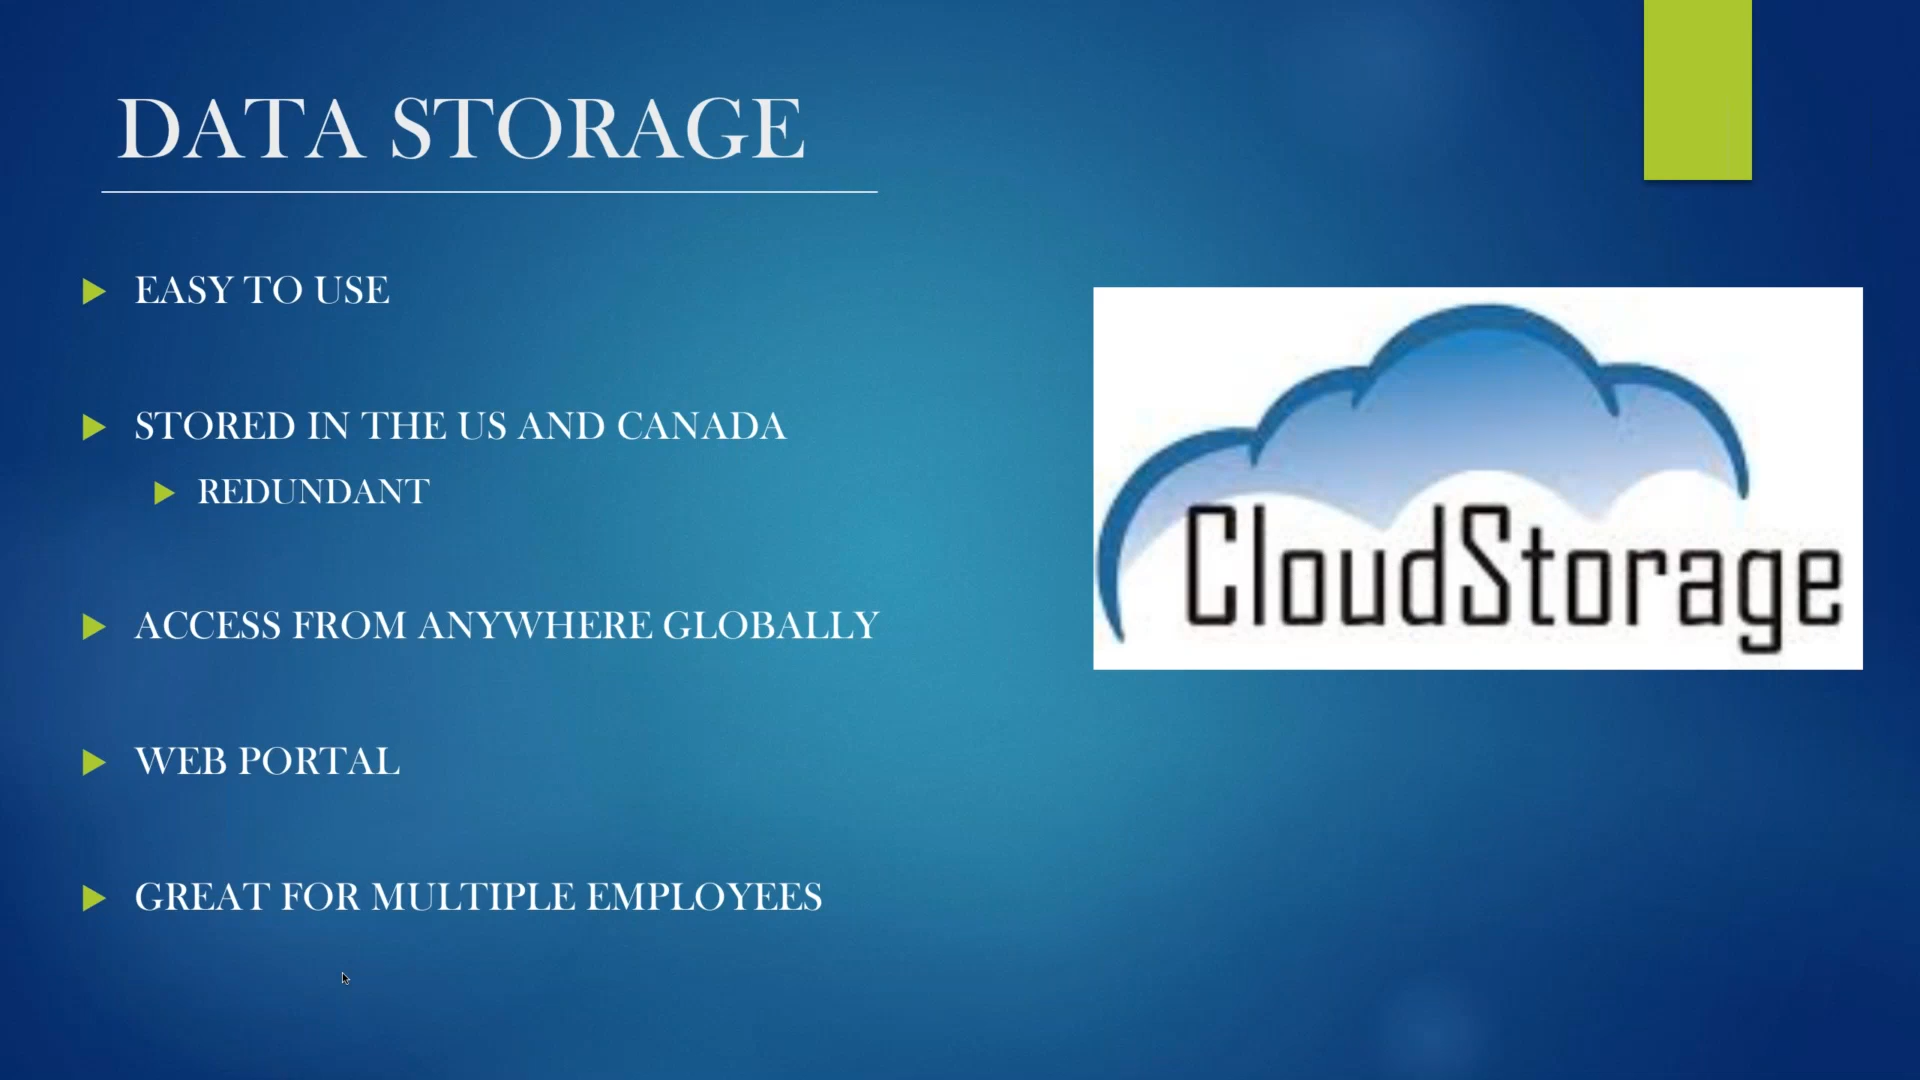 DATA STORAGE
EASY TO USE
STORED IN THE US AND CANADA
REDUNDANT
ACCESS FROM ANYWHERE GLOBALLY
WEB PORTAL
GREAT FOR MULTIPLE EMPLOYEES
CloudStorage